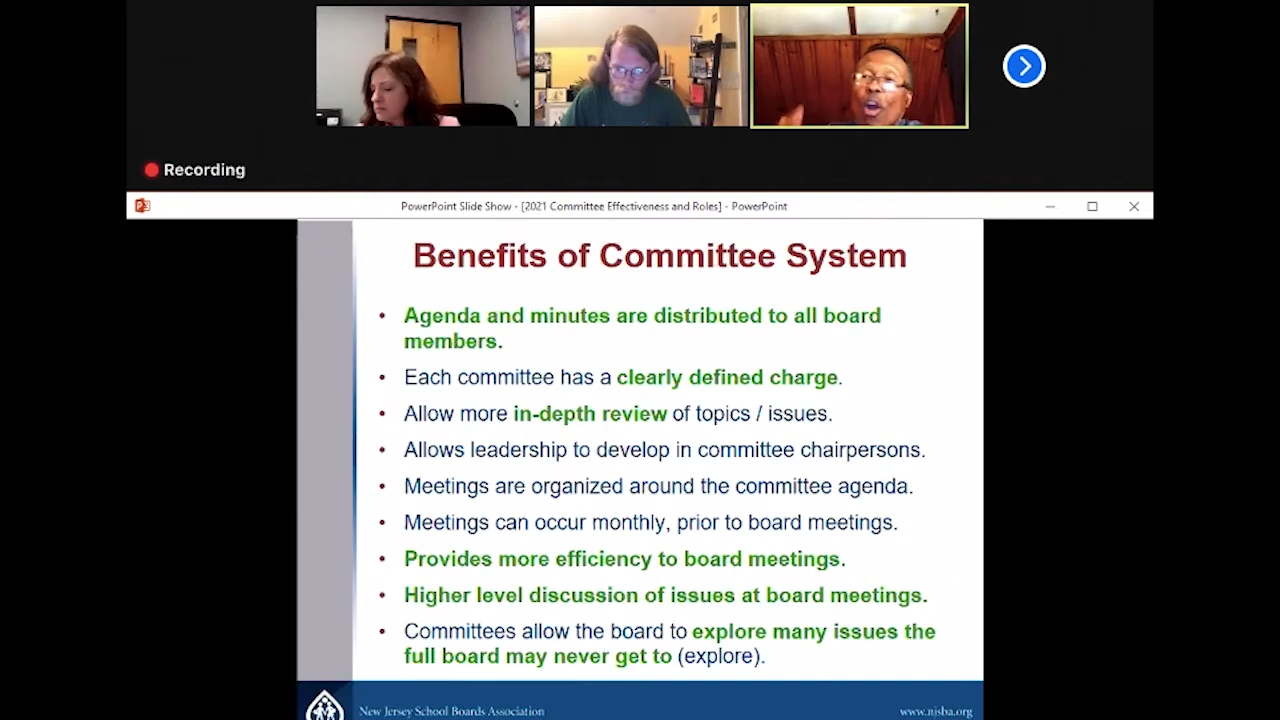 Recording
PowerPoint Slide Show - [2021 Committee Effectiveness and Roles] - PowerPoint
Benefits of Committee System
• Agenda and minutes are distributed to all board
members.
• Each committee has a clearly defined charge.
• Allow more in-depth review of topics / issues.
• Allows leadership to develop in committee chairpersons.
• Meetings are organized around the committee agenda.
• Meetings can occur monthly, prior to board meetings.
• Provides more efficiency to board meetings.
• Higher level discussion of issues at board meetings.
• Committees allow the board to explore many issues the
full board may never get to (explore).
New Jersey School Boards Association
www.njsba.org